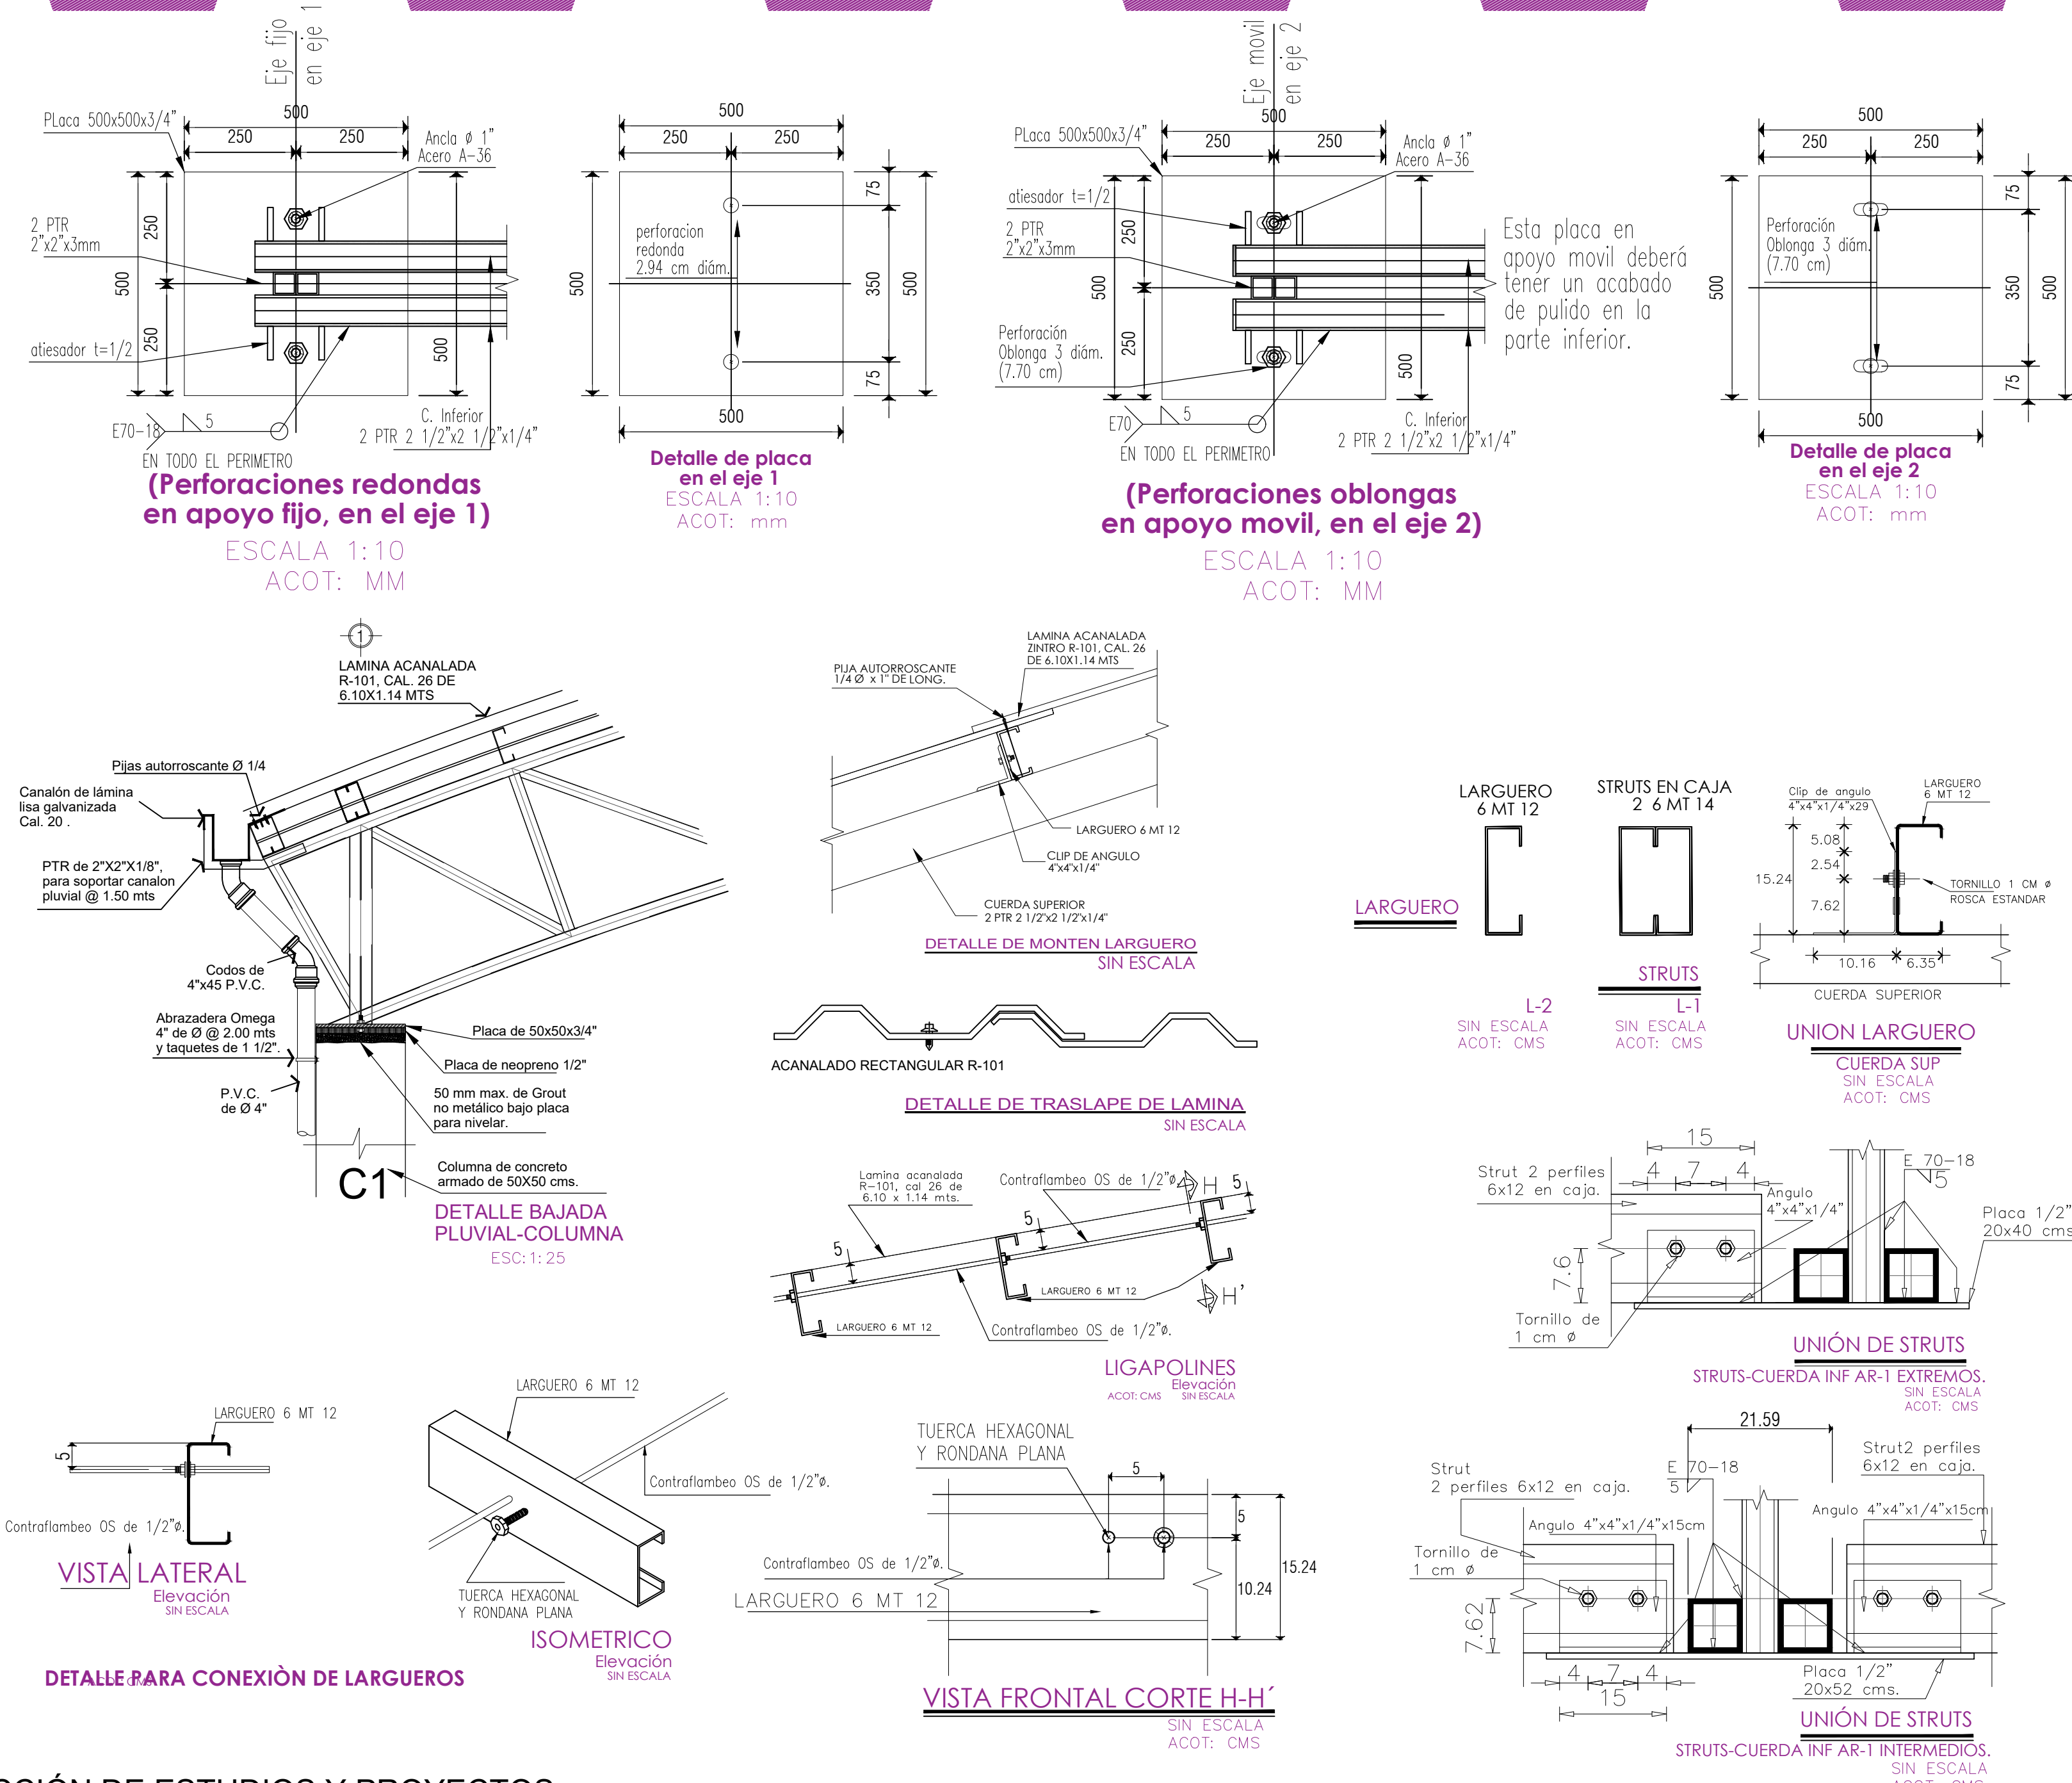 Eje fijo
en eje 1
PLaca 500x500x3/4"
500
250
250
Ancla ø 1"
Acero A-36
2 PTR
2"x2"x3mm
250
500
250
500
atiesador t=1/2
E70-18
5
EN TODO EL PERIMETRO
C. Inferior
2 PTR 2 1/2"x2 1/2"x1/4"
(Perforaciones redondas
en apoyo fijo, en el eje 1)
ESCALA 1:10
ACOT: MM
500
250
250
perforacion
redonda
2.94 cm diám.
500
75
350
500
75
500
Detalle de placa
en el eje 1
ESCALA 1:10
ACOT: mm
Eje movil
en eje 2
PLaca 500x500x3/4"
500
250
250
Ancla ø 1"
Acero A-36
atiesador t=1/2
2 PTR
2"x2"x3mm
250
500
250
500
Perforación
Oblonga 3 diám.
(7.70 cm)
E70
5
EN TODO EL PERIMETRO
C. Inferior
2 PTR 2 1/2"x2 1/2"x1/4"
Esta placa en
apoyo movil deberá
tener un acabado
de pulido en la
parte inferior.
(Perforaciones oblongas
en apoyo movil, en el eje 2)
ESCALA 1:10
ACOT: MM
500
250
250
Perforación
Oblonga 3 diám.
(7.70 cm)
500
75
350
500
75
500
Detalle de placa
en el eje 2
ESCALA 1:10
ACOT: mm
1
LAMINA ACANALADA
R-101, CAL. 26 DE
6.10X1.14 MTS
Pijas autorroscante Ø 1/4
Canalón de lámina
lisa galvanizada
Cal. 20 .
PTR de 2"X2"X1/8",
para soportar canalon
pluvial @ 1.50 mts
Codos de
4"x45 P.V.C.
Abrazadera Omega
4" de Ø @ 2.00 mts
y taquetes de 1 1/2".
P.V.C.
de Ø 4"
Placa de 50x50x3/4"
Placa de neopreno 1/2"
50 mm max. de Grout
no metálico bajo placa
para nivelar.
C1
Columna de concreto
armado de 50X50 cms.
DETALLE BAJADA
PLUVIAL-COLUMNA
ESC:1:25
LAMINA ACANALADA
ZINTRO R-101, CAL. 26
DE 6.10X1.14 MTS
PIJA AUTORROSCANTE
1/4 Ø x 1" DE LONG.
LARGUERO 6 MT 12
CLIP DE ANGULO
4"x4"x1/4"
CUERDA SUPERIOR
2 PTR 2 1/2"x2 1/2"x1/4"
DETALLE DE MONTEN LARGUERO
SIN ESCALA
ACANALADO RECTANGULAR R-101
DETALLE DE TRASLAPE DE LAMINA
SIN ESCALA
LARGUERO
6 MT 12
LARGUERO
L-2
SIN ESCALA
ACOT: CMS
STRUTS EN CAJA
2 6 MT 14
STRUTS
L-1
SIN ESCALA
ACOT: CMS
Clip de angulo
4"x4"x1/4"x29
LARGUERO
6 MT 12
15.24
5.08
2.54
7.62
TORNILLO 1 CM ø
ROSCA ESTANDAR
10.16
6.35
CUERDA SUPERIOR
UNION LARGUERO
CUERDA SUP
SIN ESCALA
ACOT: CMS
Lamina acanalada
R-101, cal 26 de
6.10 x 1.14 mts.
Contraflambeo OS de 1/2"ø.
H
5
5
5
H'
LARGUERO 6 MT 12
LARGUERO 6 MT 12
Contraflambeo OS de 1/2"ø.
LIGAPOLINES
Elevación
ACOT: CMS
SIN ESCALA
15
4
7
4
Strut 2 perfiles
6x12 en caja.
Angulo
4"x4"x1/4"
E 70-18
5
Placa 1/2"
20x40 cms
7.6
Tornillo de
1 cm ø
UNIÓN DE STRUTS
STRUTS-CUERDA INF AR-1 EXTREMOS.
SIN ESCALA
ACOT: CMS
LARGUERO 6 MT 12
5
Contraflambeo OS de 1/2"ø.
VISTA LATERAL
Elevación
SIN ESCALA
LARGUERO 6 MT 12
Contraflambeo OS de 1/2"ø.
TUERCA HEXAGONAL
Y RONDANA PLANA
ISOMETRICO
Elevación
SIN ESCALA
DETALLE PARA CONEXIÒN DE LARGUEROS
TUERCA HEXAGONAL
Y RONDANA PLANA
5
5
15.24
10.24
Contraflambeo OS de 1/2"ø.
LARGUERO 6 MT 12
VISTA FRONTAL CORTE H-H´
SIN ESCALA
ACOT: CMS
21.59
Strut
2 perfiles 6x12 en caja.
E 70-18
5
Strut2 perfiles
6x12 en caja.
Angulo 4"x4"x1/4"x15cm
Angulo 4"x4"x1/4"x15cm
Tornillo de
1 cm ø
7.62
4
7
4
15
Placa 1/2"
20x52 cms.
UNIÓN DE STRUTS
STRUTS-CUERDA INF AR-1 INTERMEDIOS.
SIN ESCALA